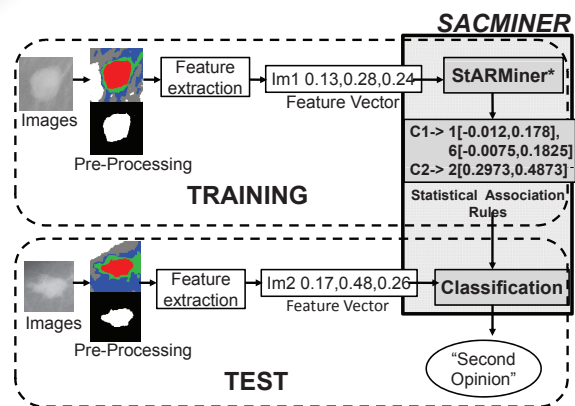 SACMINER
Images
Pre-Processing
Feature
extraction
Im1 0.13,0.28,0.24
Feature Vector
StARMiner*
C1-> 1[-0.012,0.178],
6[-0.0075,0.1825]
C2-> 2[0.2973,0.4873]
Statistical Association
Rules
TRAINING
Images
Pre-Processing
Feature
extraction
Im2 0.17,0.48,0.26
Feature Vector
Classification
"Second
Opinion"
TEST